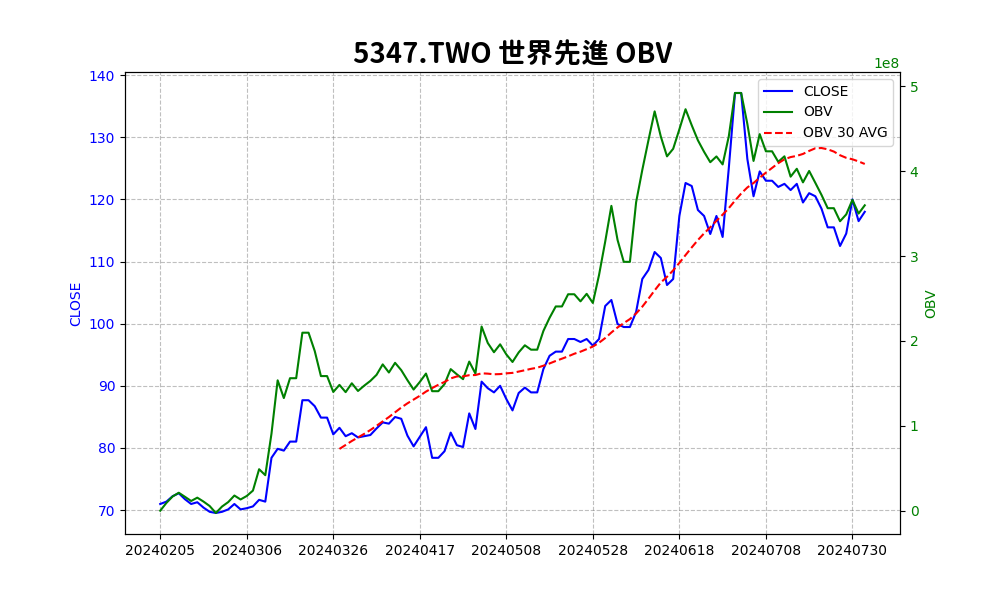 5347.TWO 世界先進 OBV
1e8
140
130
120
110
100
90
80
70
CLOSE
CLOSE
OBV
OBV 30 AVG
5
4
3
2
1
0
OBV
20240205 20240306 20240326 20240417 20240508 20240528 20240618 20240708 20240730